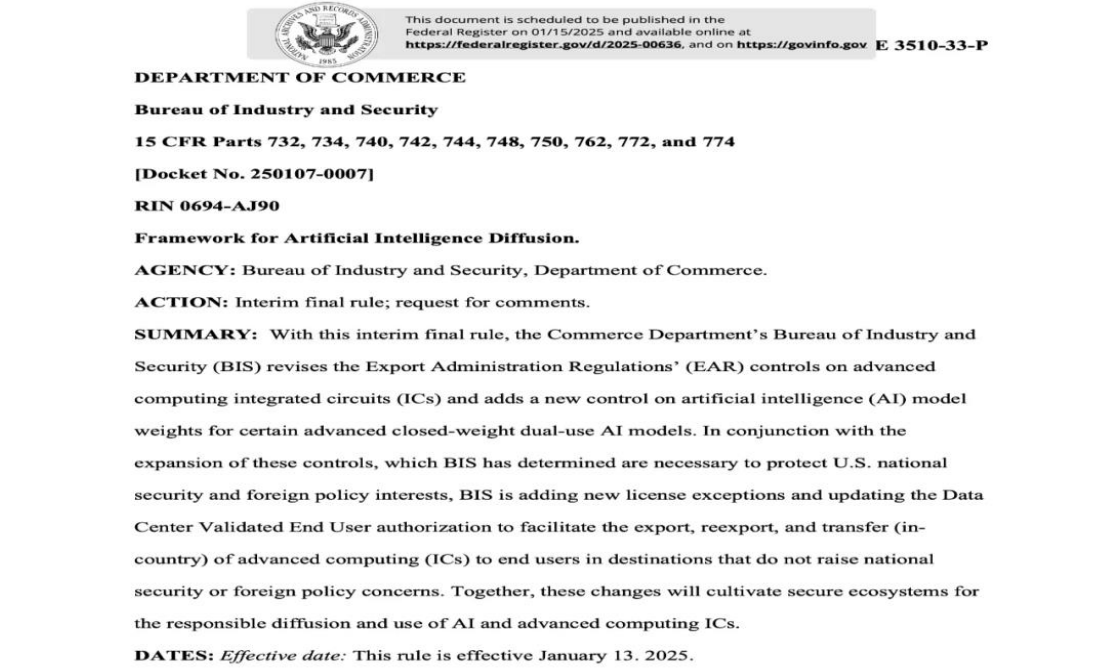 This document is scheduled to be published in the
Federal Register on 01/15/2025 and available online at
https://federalregister.gov/d/2025-00636, and on https://govinfo.gov
E 3510-33-P
DEPARTMENT OF COMMERCE
Bureau of Industry and Security
15 CFR Parts 732, 734, 740, 742, 744, 748, 750, 762, 772, and 774
[Docket No. 250107-0007]
RIN 0694-AJ90
Framework for Artificial Intelligence Diffusion.
AGENCY: Bureau of Industry and Security, Department of Commerce.
ACTION: Interim final rule; request for comments.
SUMMARY: With this interim final rule, the Commerce Department's Bureau of Industry and
Security (BIS) revises the Export Administration Regulations' (EAR) controls on advanced
computing integrated circuits (ICs) and adds a new control on artificial intelligence (AI) model
weights for certain advanced closed-weight dual-use AI models. In conjunction with the
expansion of these controls, which BIS has determined are necessary to protect U.S. national
security and foreign policy interests, BIS is adding new license exceptions and updating the Data
Center Validated End User authorization to facilitate the export, reexport, and transfer (in-
country) of advanced computing (ICs) to end users in destinations that do not raise national
security or foreign policy concerns. Together, these changes will cultivate secure ecosystems for
the responsible diffusion and use of AI and advanced computing ICs.
DATES: Effective date: This rule is effective January 13. 2025.
NATIONAL ARCHIVES AND RECORDS ADMINISTRATION
1985